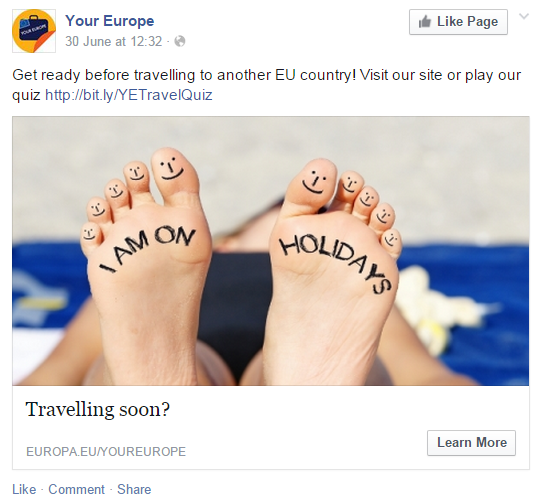 YOUR EUROPE
Your Europe
30 June at 12:32 ·
Like Page
Get ready before travelling to another EU country! Visit our site or play our
quiz http://bit.ly/YETravelQuiz
I AM ON HOLIDAYS
Travelling soon?
EUROPA.EU/YOUREUROPE
Learn More
Like · Comment · Share